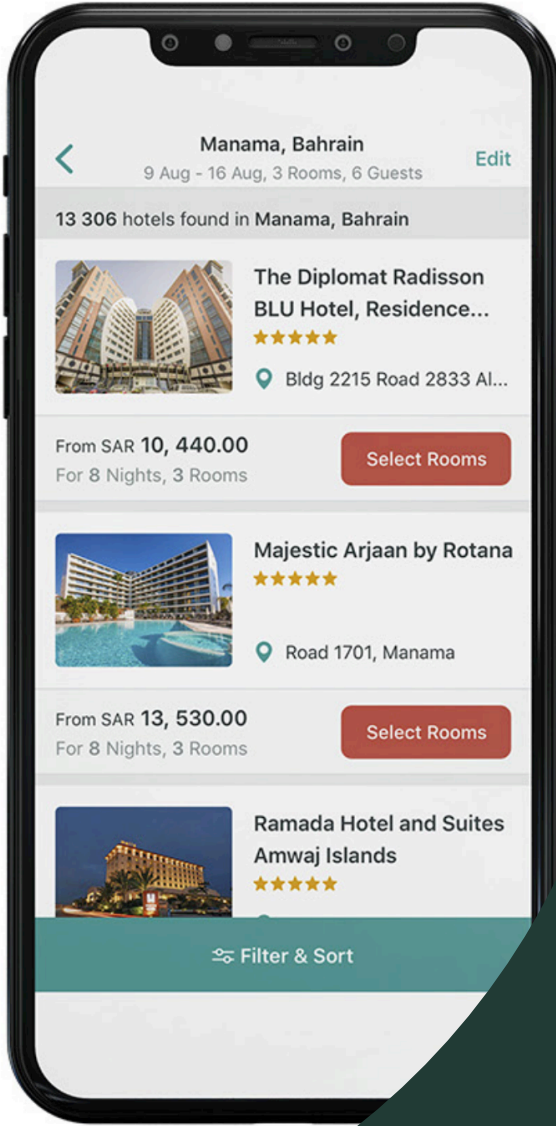 Manama, Bahrain
9 Aug - 16 Aug, 3 Rooms, 6 Guests
Edit
13 306 hotels found in Manama, Bahrain
The Diplomat Radisson
BLU Hotel, Residence...
Bldg 2215 Road 2833 Al...
From SAR 10, 440.00
For 8 Nights, 3 Rooms
Select Rooms
Majestic Arjaan by Rotana
Road 1701, Manama
From SAR 13, 530.00
For 8 Nights, 3 Rooms
Select Rooms
Ramada Hotel and Suites
Amwaj Islands
Filter & Sort